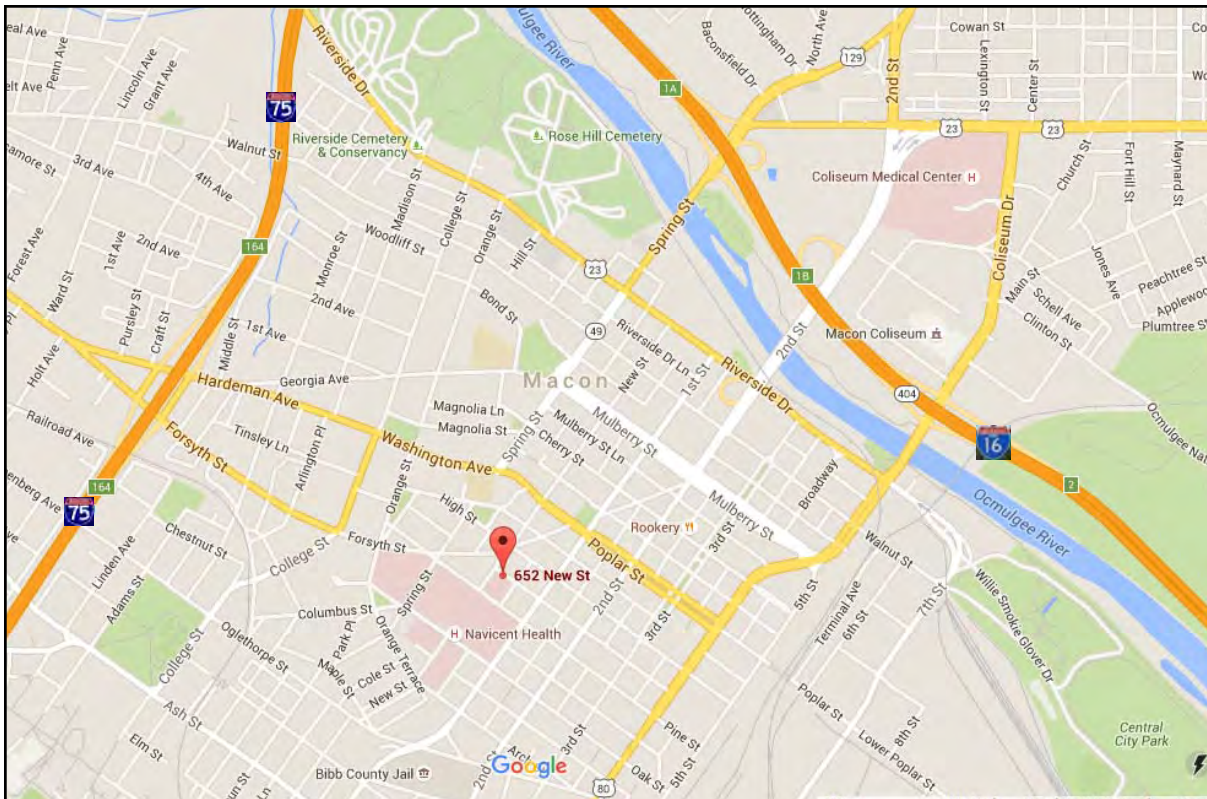 eal Ave
Penn Ave
elt Ave
Lincoln Ave
Grant Ave
75
Riverside Dr
Ocmulgee River
1A
ottingham Dr
Baconsfield Dr
North Ave
129
2nd St
Cowan St
Lexington St
Center St
23
23
Walnut St
camore St
3rd Ave
4th Ave
Riverside Cemetery
& Conservancy
Rose Hill Cemetery
Madison St
College St
Orange St
Hill St
Woodliff St
Spring St
Coliseum Medical Center H
Coliseum Dr
Church St
Fort Hill St
Maynard St
Forest Ave
Ward St
1st Ave
2nd Ave
164
Monroe St
2nd Ave
23
1B
Main St
Jones Ave
Peachtree St
Applewo
Schell Ave
Clinton St
Plumtree St
Pursley St
Craft St
Middle St
1st Ave
Bond St
49
Riverside Dr Ln
New St
1st St
2nd St
Macon Coliseum
Holt Ave
Hardeman Ave
Georgia Ave
Macon
Riverside Dr
404
Railroad Ave
Forsyth St
Tinsley Ln
Arlington Pl
Magnolia Ln
Magnolia St
Spring St
Mulberry St Ln
Cherry St
Mulberry St
16
Ocmulgee Nat
Washington Ave
Orange St
enberg Ave
164
75
High St
Mulberry St
Broadway
2
Ocmulgee River
Chestnut St
College St
Forsyth St
Rookery
3rd St
Poplar St
Walnut St
Linden Ave
Adams St
652 New St
Spring St
Columbus St
2nd St
5th St
Terminal Ave
6th St
7th St
Willie Smokie Glover Dr
H Navicent Health
3rd St
College St
Oglethorpe St
Park Pl
Maple St
Orange Terrace
Cole St
New St
Ash St
Elm St
Pine St
Poplar St
8th St
Lower Poplar St
Central
City Park
Bibb County Jail
2nd St
Arc
3rd St
Google
80
Oak St
5th St